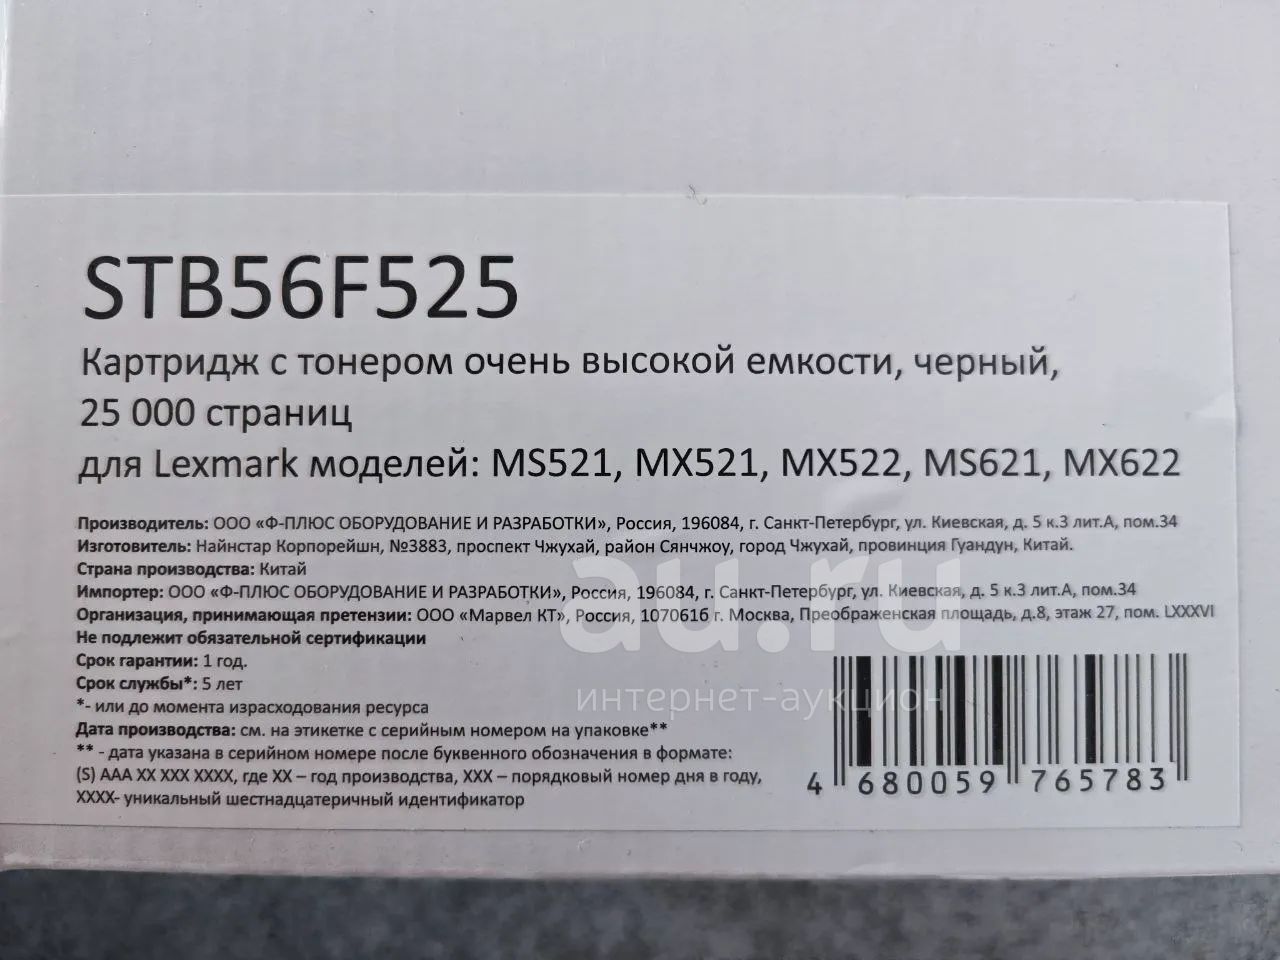 STB56F525
Картридж с тонером очень высокой емкости, черный,
25 000 страниц
для Lexmark моделей: MS521, MX521, MX522, MS621, MX622
Производитель: ООО «Ф-ПЛЮС ОБОРУДОВАНИЕ И РАЗРАБОТКИ», Россия, 196084, г. Санкт-Петербург, ул. Киевская, д. 5 к.3 лит.А, пом.34
Изготовитель: Найнстар Корпорейшн, №3883, проспект Чжухай, район Сянчжоу, город Чжухай, провинция Гуандун, Китай.
Страна производства: Китай
Импортер: ООО «Ф-ПЛЮС ОБОРУДОВАНИЕ И РАЗРАБОТКИ», Россия, 196084, г. Санкт-Петербург, ул. Киевская, д. 5 к.3 лит.А, пом.34
Организация, принимающая претензии: ООО «Марвел КТ», Россия, 107061б г. Москва, Преображенская площадь, д.8, этаж 27, пом. LXXXVI
Не подлежит обязательной сертификации
Срок гарантии: 1 год.
Срок службы*: 5 лет
*- или до момента израсходования ресурса
Дата производства: см. на этикетке с серийным номером на упаковке**
** - дата указана в серийном номере после буквенного обозначения в формате:
(S) AAA XX XXX XXXX, где XX – год производства, XXX – порядковый номер дня в году,
XXXX- уникальный шестнадцатеричный идентификатор
4 680059 765783
au.ru
интернет-аукцион